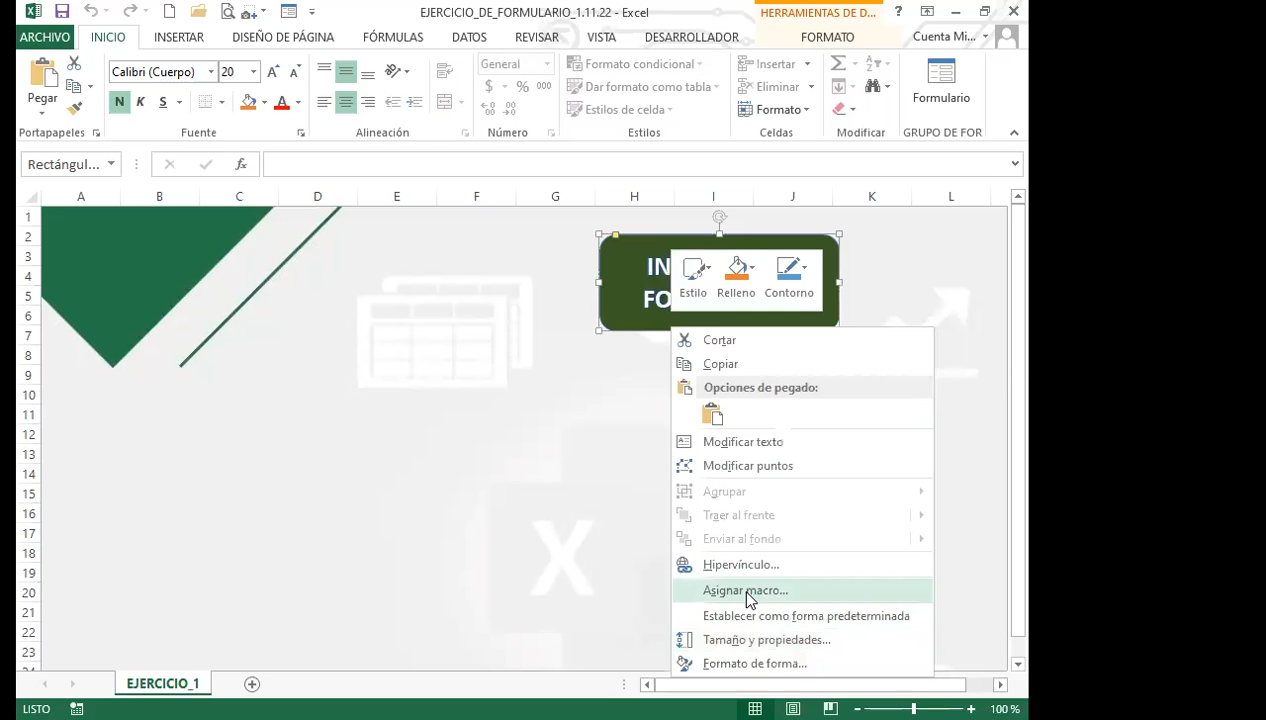 EJERCICIO_DE_FORMULARIO_1.11.22 - Excel
HERRAMIENTAS DE D...
?
ARCHIVO INICIO INSERTAR DISEÑO DE PÁGINA FÓRMULAS DATOS REVISAR VISTA DESARROLLADOR FORMATO Cuenta Mi...
Pegar
Calibri (Cuerpo) 20
N K S
General
$ % 000
Formato condicional
Dar formato como tabla
Estilos de celda
Insertar
Eliminar
Formato
Formulario
Portapapeles Fuente Alineación Número Estilos Celdas Modificar GRUPO DE FOR
Rectángul...
fx
A B C D E F G H I J K L
1
2
3
4
5
6
7
8
9
10
11
12
13
14
15
16
17
18
19
20
21
22
23
IN
FO
Estilo Relleno Contorno
Cortar
Copiar
Opciones de pegado:
Modificar texto
Modificar puntos
Agrupar
Traer al frente
Enviar al fondo
Hipervínculo...
Asignar macro...
Establecer como forma predeterminada
Tamaño y propiedades...
Formato de forma...
X
EJERCICIO_1
LISTO
100 %